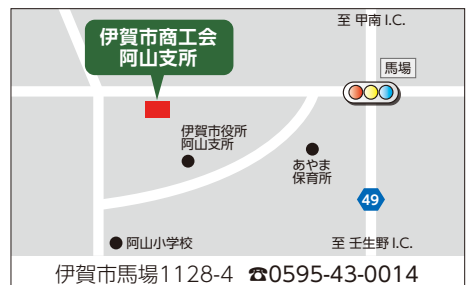 至 甲南 I.C.
伊賀市商工会
阿山支所
馬場
伊賀市役所
阿山支所
あやま
保育所
49
阿山小学校
至 壬生野 I.C.
伊賀市馬場1128-4 ☎0595-43-0014